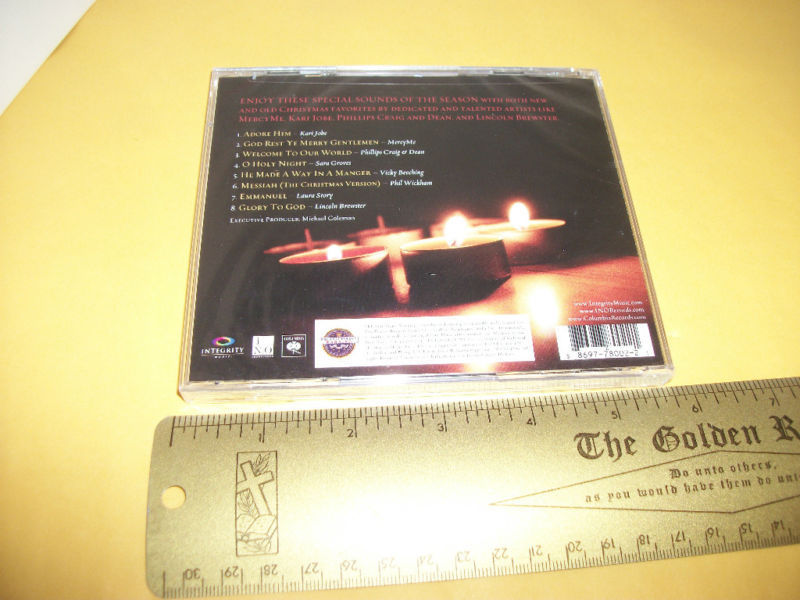 ENJOY THESE SPECIAL SOUNDS OF THE SEASON WITH BOTH NEW
AND OLD CHRISTMAS FAVORITES BY DEDICATED AND TALENTED ARTISTS LIKE
MERCYME, KARI JOBE, PHILLIPS CRAIG AND DEAN, AND LINCOLN BREWSTER.
1. ADORE HIM – Kari Jobe
2. GOD REST YE MERRY GENTLEMEN – MercyMe
3. WELCOME TO OUR WORLD – Phillips Craig & Dean
4. O HOLY NIGHT – Sara Groves
5. HE MADE A WAY IN A MANGER – Vicky Beeching
6. MESSIAH (THE CHRISTMAS VERSION) – Phil Wickham
7. EMMANUEL – Laura Story
8. GLORY TO GOD – Lincoln Brewster
EXECUTIVE PRODUCER Michael Coleman
www.IntegrityMusic.com
www.INORecords.com
www.ColumbiaRecords.com
INTEGRITY
MUSIC
INO
COLUMBIA
8697-78002-2
1 2 3 4 5 6 7
The Golden R
Do unto others,
as you would have them do unt
30 29 28 27 26 25 24 23 22 21 20 19 18 17 16 15 14